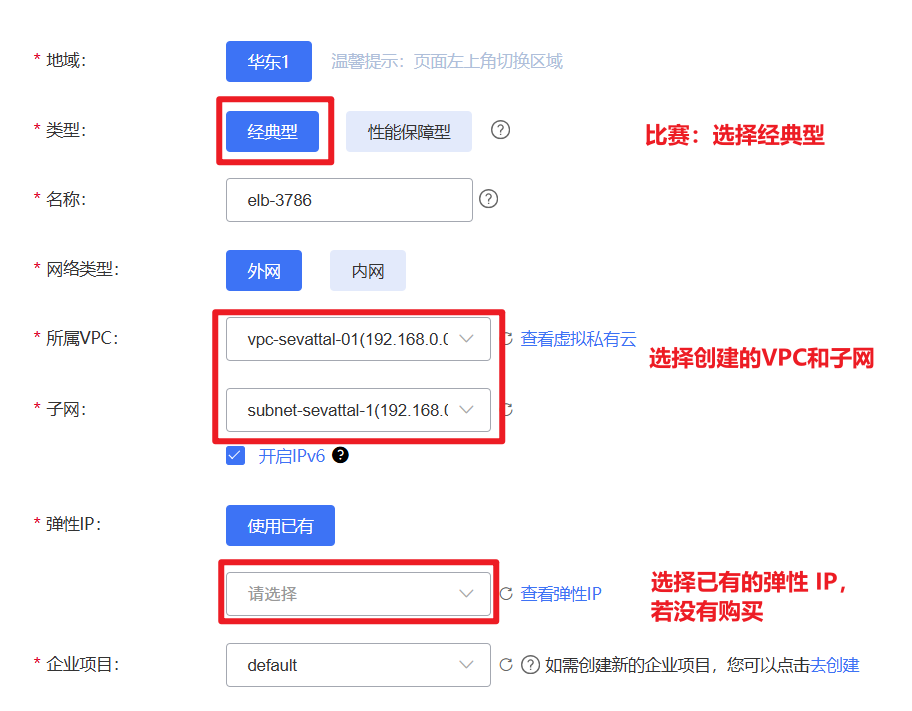 * 地域: 华东1 温馨提示：页面左上角切换区域
* 类型: 经典型 性能保障型 ?
比赛：选择经典型
* 名称: elb-3786 ?
* 网络类型: 外网 内网
* 所属VPC: vpc-sevattal-01(192.168.0.0 查看虚拟私有云
选择创建的VPC和子网
* 子网: subnet-sevattal-1(192.168.0
开启IPv6 ?
* 弹性IP: 使用已有
请选择 查看弹性IP
选择已有的弹性 IP，
若没有购买
* 企业项目: default ? 如需创建新的企业项目，您可以点击去创建